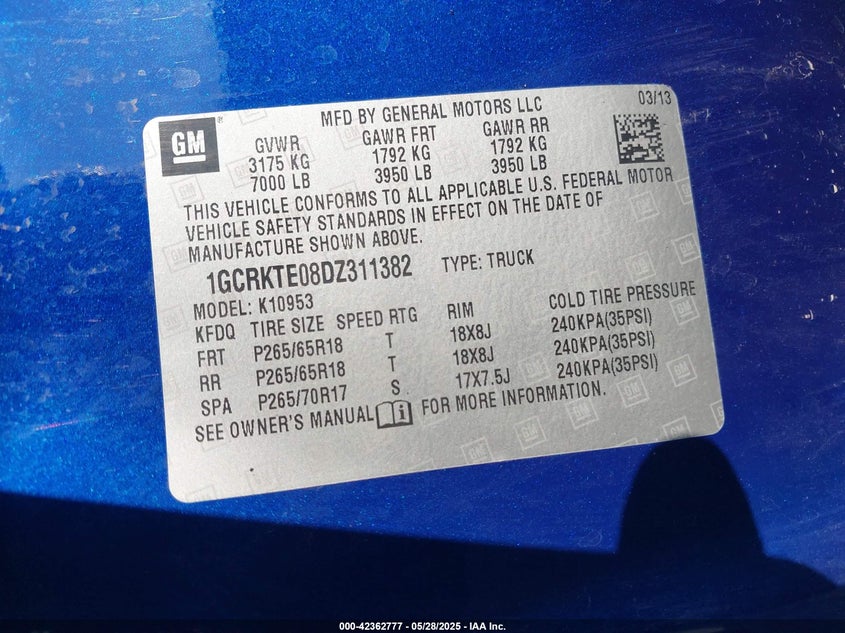 MFD BY GENERAL MOTORS LLC
03/13
GM
®
GVWR GAWR FRT GAWR RR
3175 KG 1792 KG 1792 KG
7000 LB 3950 LB 3950 LB
THIS VEHICLE CONFORMS TO ALL APPLICABLE U.S. FEDERAL MOTOR
VEHICLE SAFETY STANDARDS IN EFFECT ON THE DATE OF
MANUFACTURE SHOWN ABOVE.
1GCRKTE08DZ311382 TYPE: TRUCK
MODEL: K10953
KFDQ TIRE SIZE SPEED RTG RIM COLD TIRE PRESSURE
FRT P265/65R18 T 18X8J 240KPA(35PSI)
RR P265/65R18 T 18X8J 240KPA(35PSI)
SPA P265/70R17 S 17X7.5J 240KPA(35PSI)
SEE OWNER'S MANUAL FOR MORE INFORMATION.
000-42362777 - 05/28/2025 - IAA Inc.